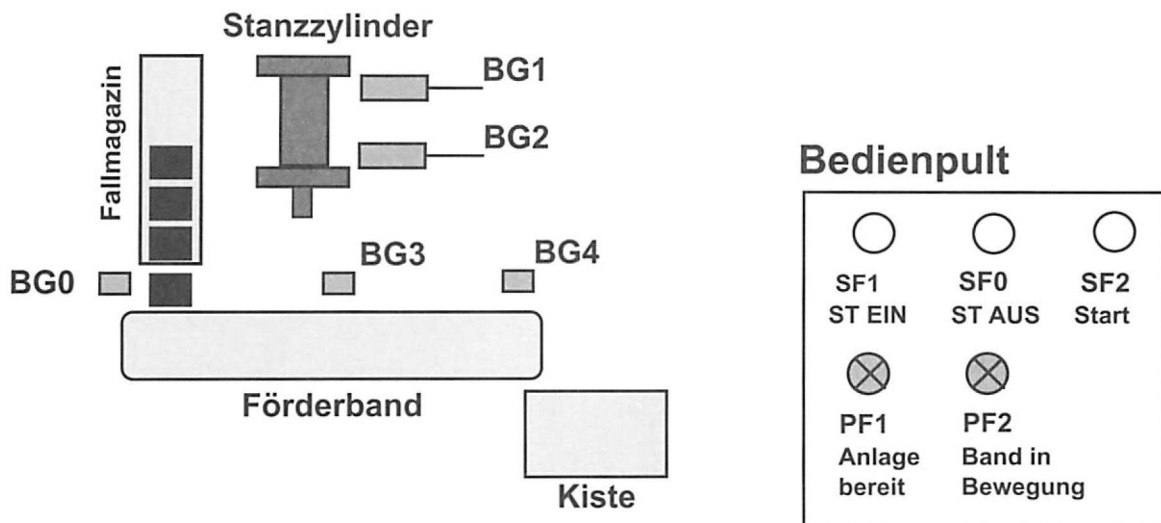 Stanzzylinder
Fallmagazin
BG1
BG2
BG0
BG3
BG4
Förderband
Kiste
Bedienpult
SF1
ST EIN
SF0
ST AUS
SF2
Start
PF1
Anlage
bereit
PF2
Band in
Bewegung